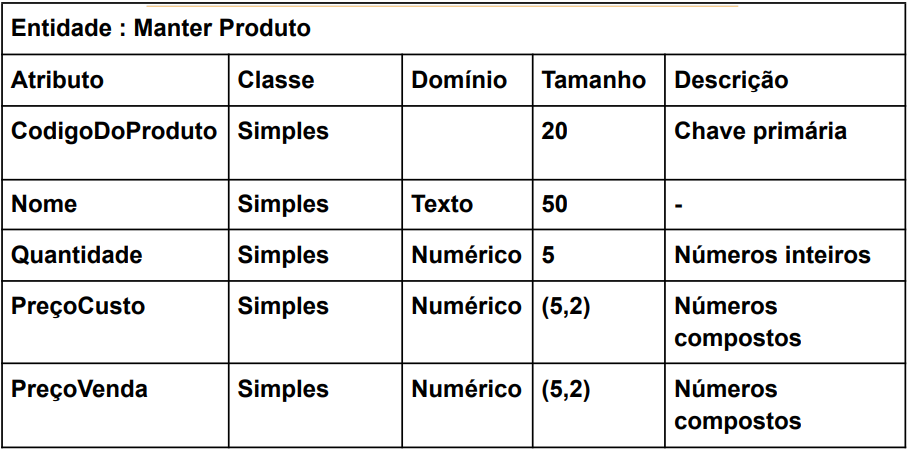 Entidade : Manter Produto
Atributo Classe Domínio Tamanho Descrição
CodigoDoProduto Simples 20 Chave primária
Nome Simples Texto 50 -
Quantidade Simples Numérico 5 Números inteiros
PreçoCusto Simples Numérico (5,2) Números
compostos
PreçoVenda Simples Numérico (5,2) Números
compostos